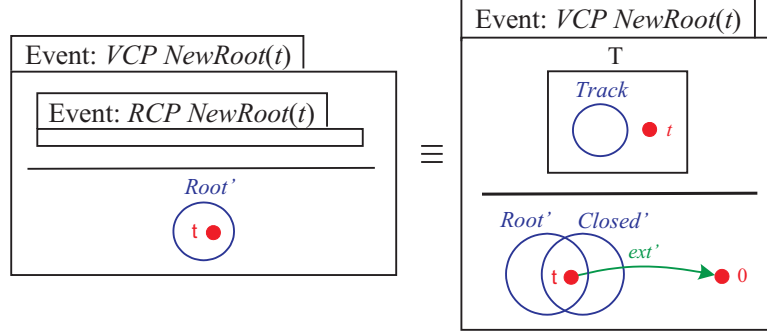 Event: VCP NewRoot(t)
Event: RCP NewRoot(t)
Root’
t
≡
Event: VCP NewRoot(t)
T
Track
t
Root’ Closed’
t ext’ 0